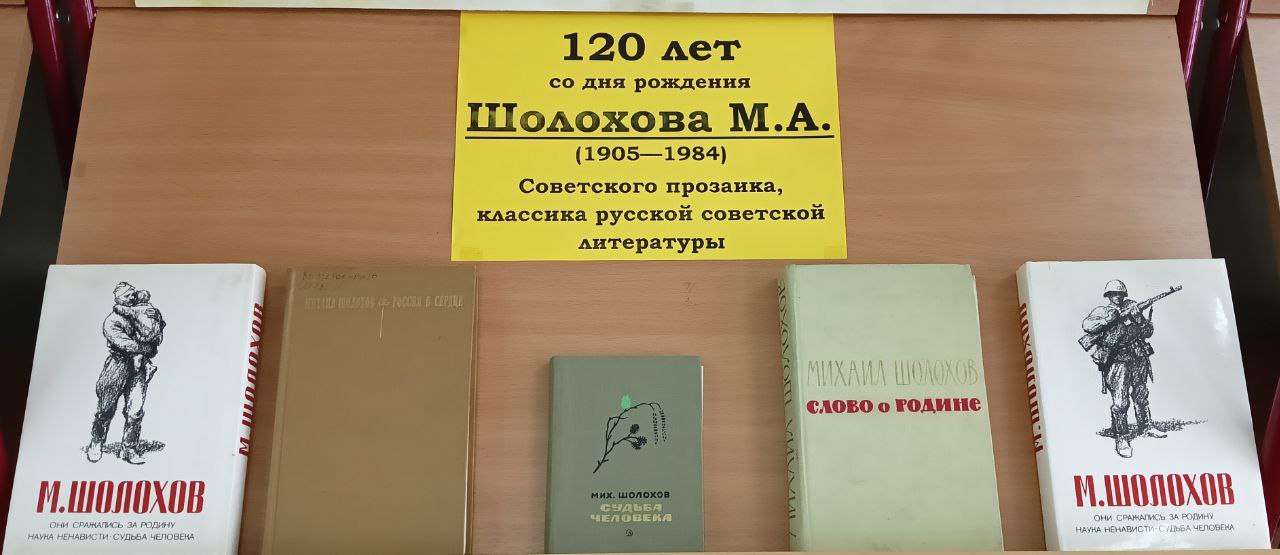 120 лет
со дня рождения
Шолохова М.А.
(1905—1984)
Советского прозаика,
классика русской советской
литературы
М. ШОЛОХОВ
М.ШОЛОХОВ
ОНИ СРАЖАЛИСЬ ЗА РОДИНУ
НАУКА НЕНАВИСТИ·СУДЬБА ЧЕЛОВЕКА
МИХАИЛ ШОЛОХОВ РОССИЯ В СЕРДЦЕ
МИХ. ШОЛОХОВ
СУДЬБА
ЧЕЛОВЕКА
МИХАИЛ ШОЛОХОВ
МИХАИЛ ШОЛОХОВ
СЛОВО о РОДИНЕ
М. ШОЛОХОВ
М.ШОЛОХОВ
ОНИ СРАЖАЛИСЬ ЗА РОДИНУ
НАУКА НЕНАВИСТИ·СУДЬБА ЧЕЛОВЕКА